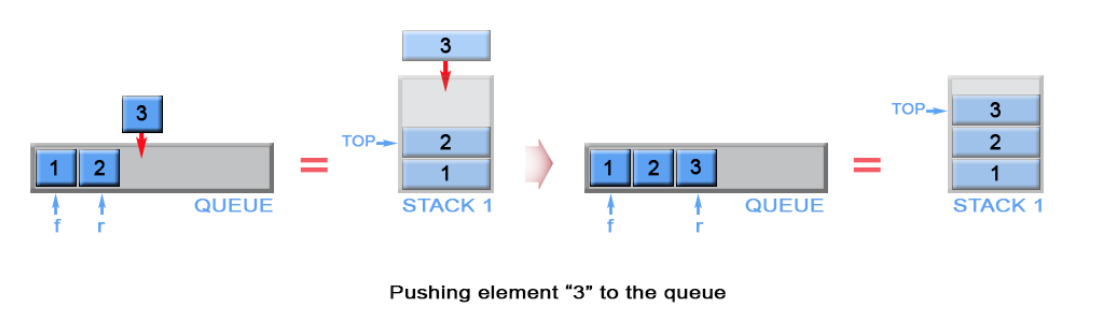 3
3
TOP
3
1 2
=
2
1
1 2 3
=
TOP
3
2
1
QUEUE
STACK 1
QUEUE
STACK 1
f r
f r
Pushing element “3” to the queue